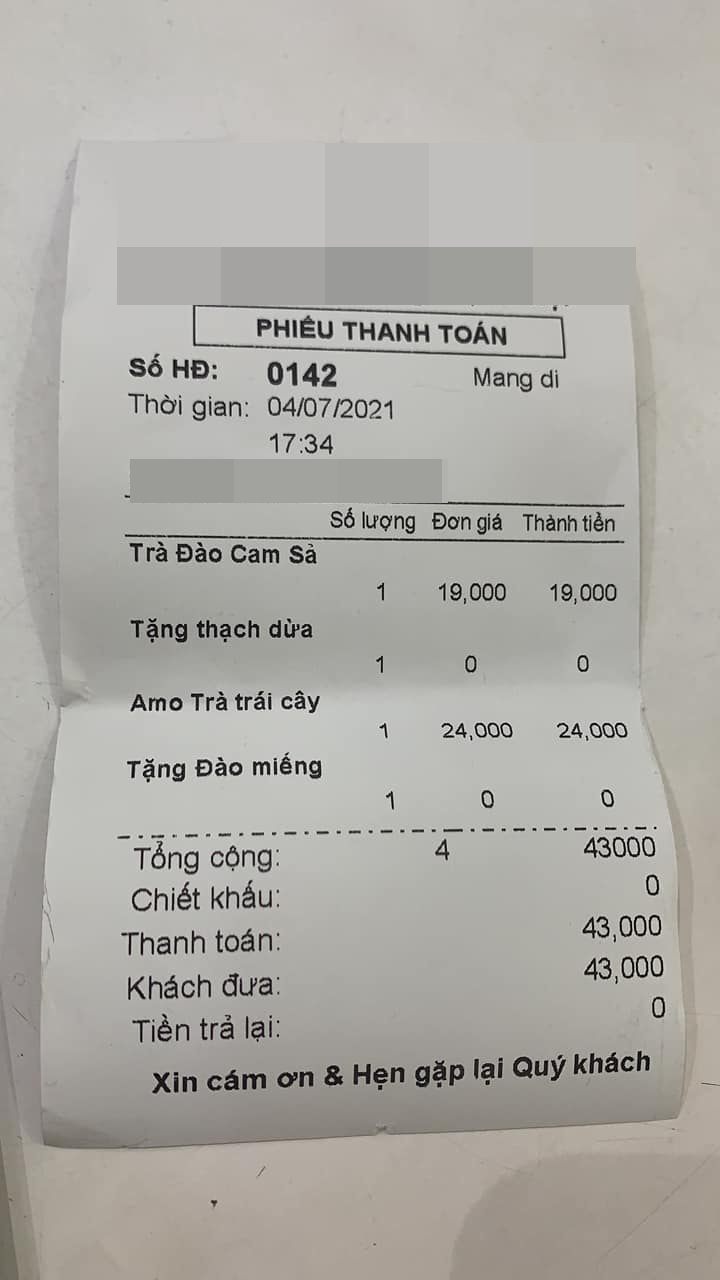 PHIẾU THANH TOÁN
Số HĐ: 0142 Mang di
Thời gian: 04/07/2021
17:34
Số lượng Đơn giá Thành tiền
Trà Đào Cam Sả
1 19,000 19,000
Tặng thạch dừa
1 0 0
Amo Trà trái cây
1 24,000 24,000
Tặng Đào miếng
1 0 0
Tổng cộng: 4 43000
Chiết khấu: 0
Thanh toán: 43,000
Khách đưa: 43,000
Tiền trả lại: 0
Xin cám ơn & Hẹn gặp lại Quý khách